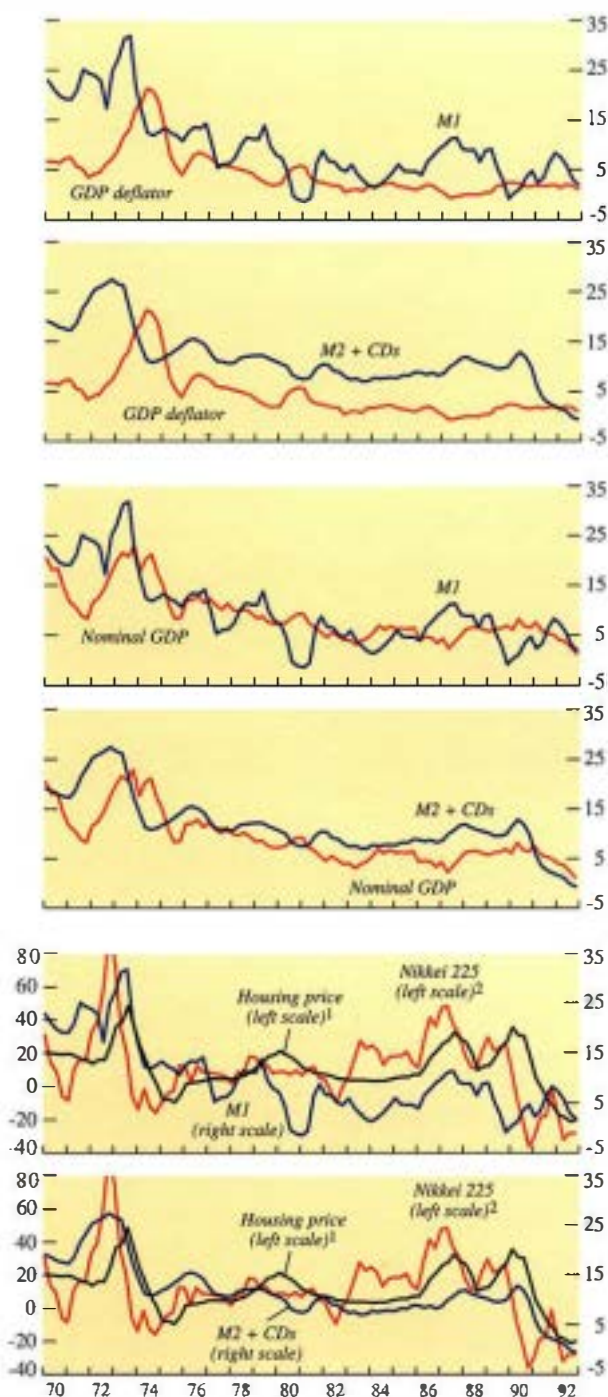 35
25
M1
15
5
GDP deflator
-5
35
25
M2 + CDs
15
5
GDP deflator
-5
35
25
M1
15
Nominal GDP
5
-5
35
25
M2 + CDs
15
5
Nominal GDP
-5
80
35
60
Housing price
(left scale)1
Nikkei 225
(left scale)2
25
40
20
15
0
M1
(right scale)
5
-20
-40
-5
80
35
60
Housing price
(left scale)1
Nikkei 225
(left scale)2
25
40
20
15
0
M2 + CDs
(right scale)
5
-20
-40
-5
70 72 74 76 78 80 82 84 86 88 90 92